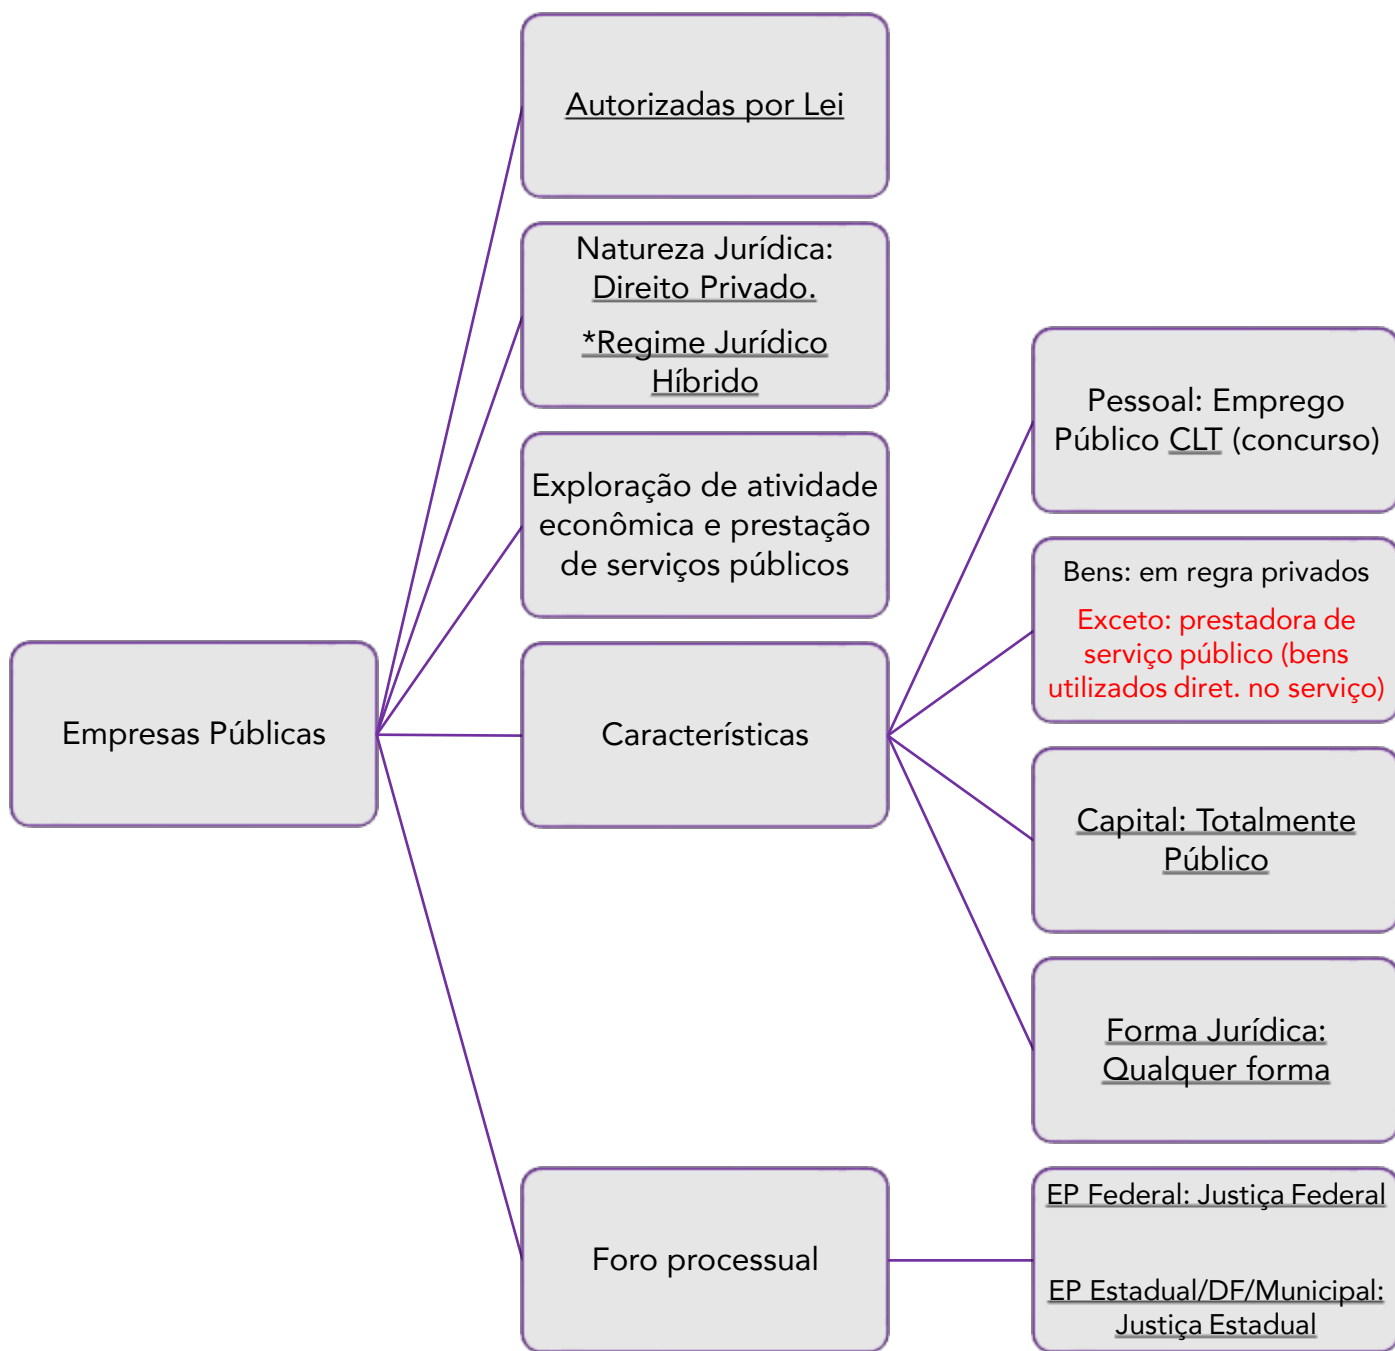 Autorizadas por Lei
Natureza Jurídica:
Direito Privado.
*Regime Jurídico
Híbrido
Exploração de atividade
econômica e prestação
de serviços públicos
Empresas Públicas
Características
Pessoal: Emprego
Público CLT (concurso)
Bens: em regra privados
Exceto: prestadora de
serviço público (bens
utilizados diret. no serviço)
Capital: Totalmente
Público
Forma Jurídica:
Qualquer forma
Foro processual
EP Federal: Justiça Federal
EP Estadual/DF/Municipal:
Justiça Estadual